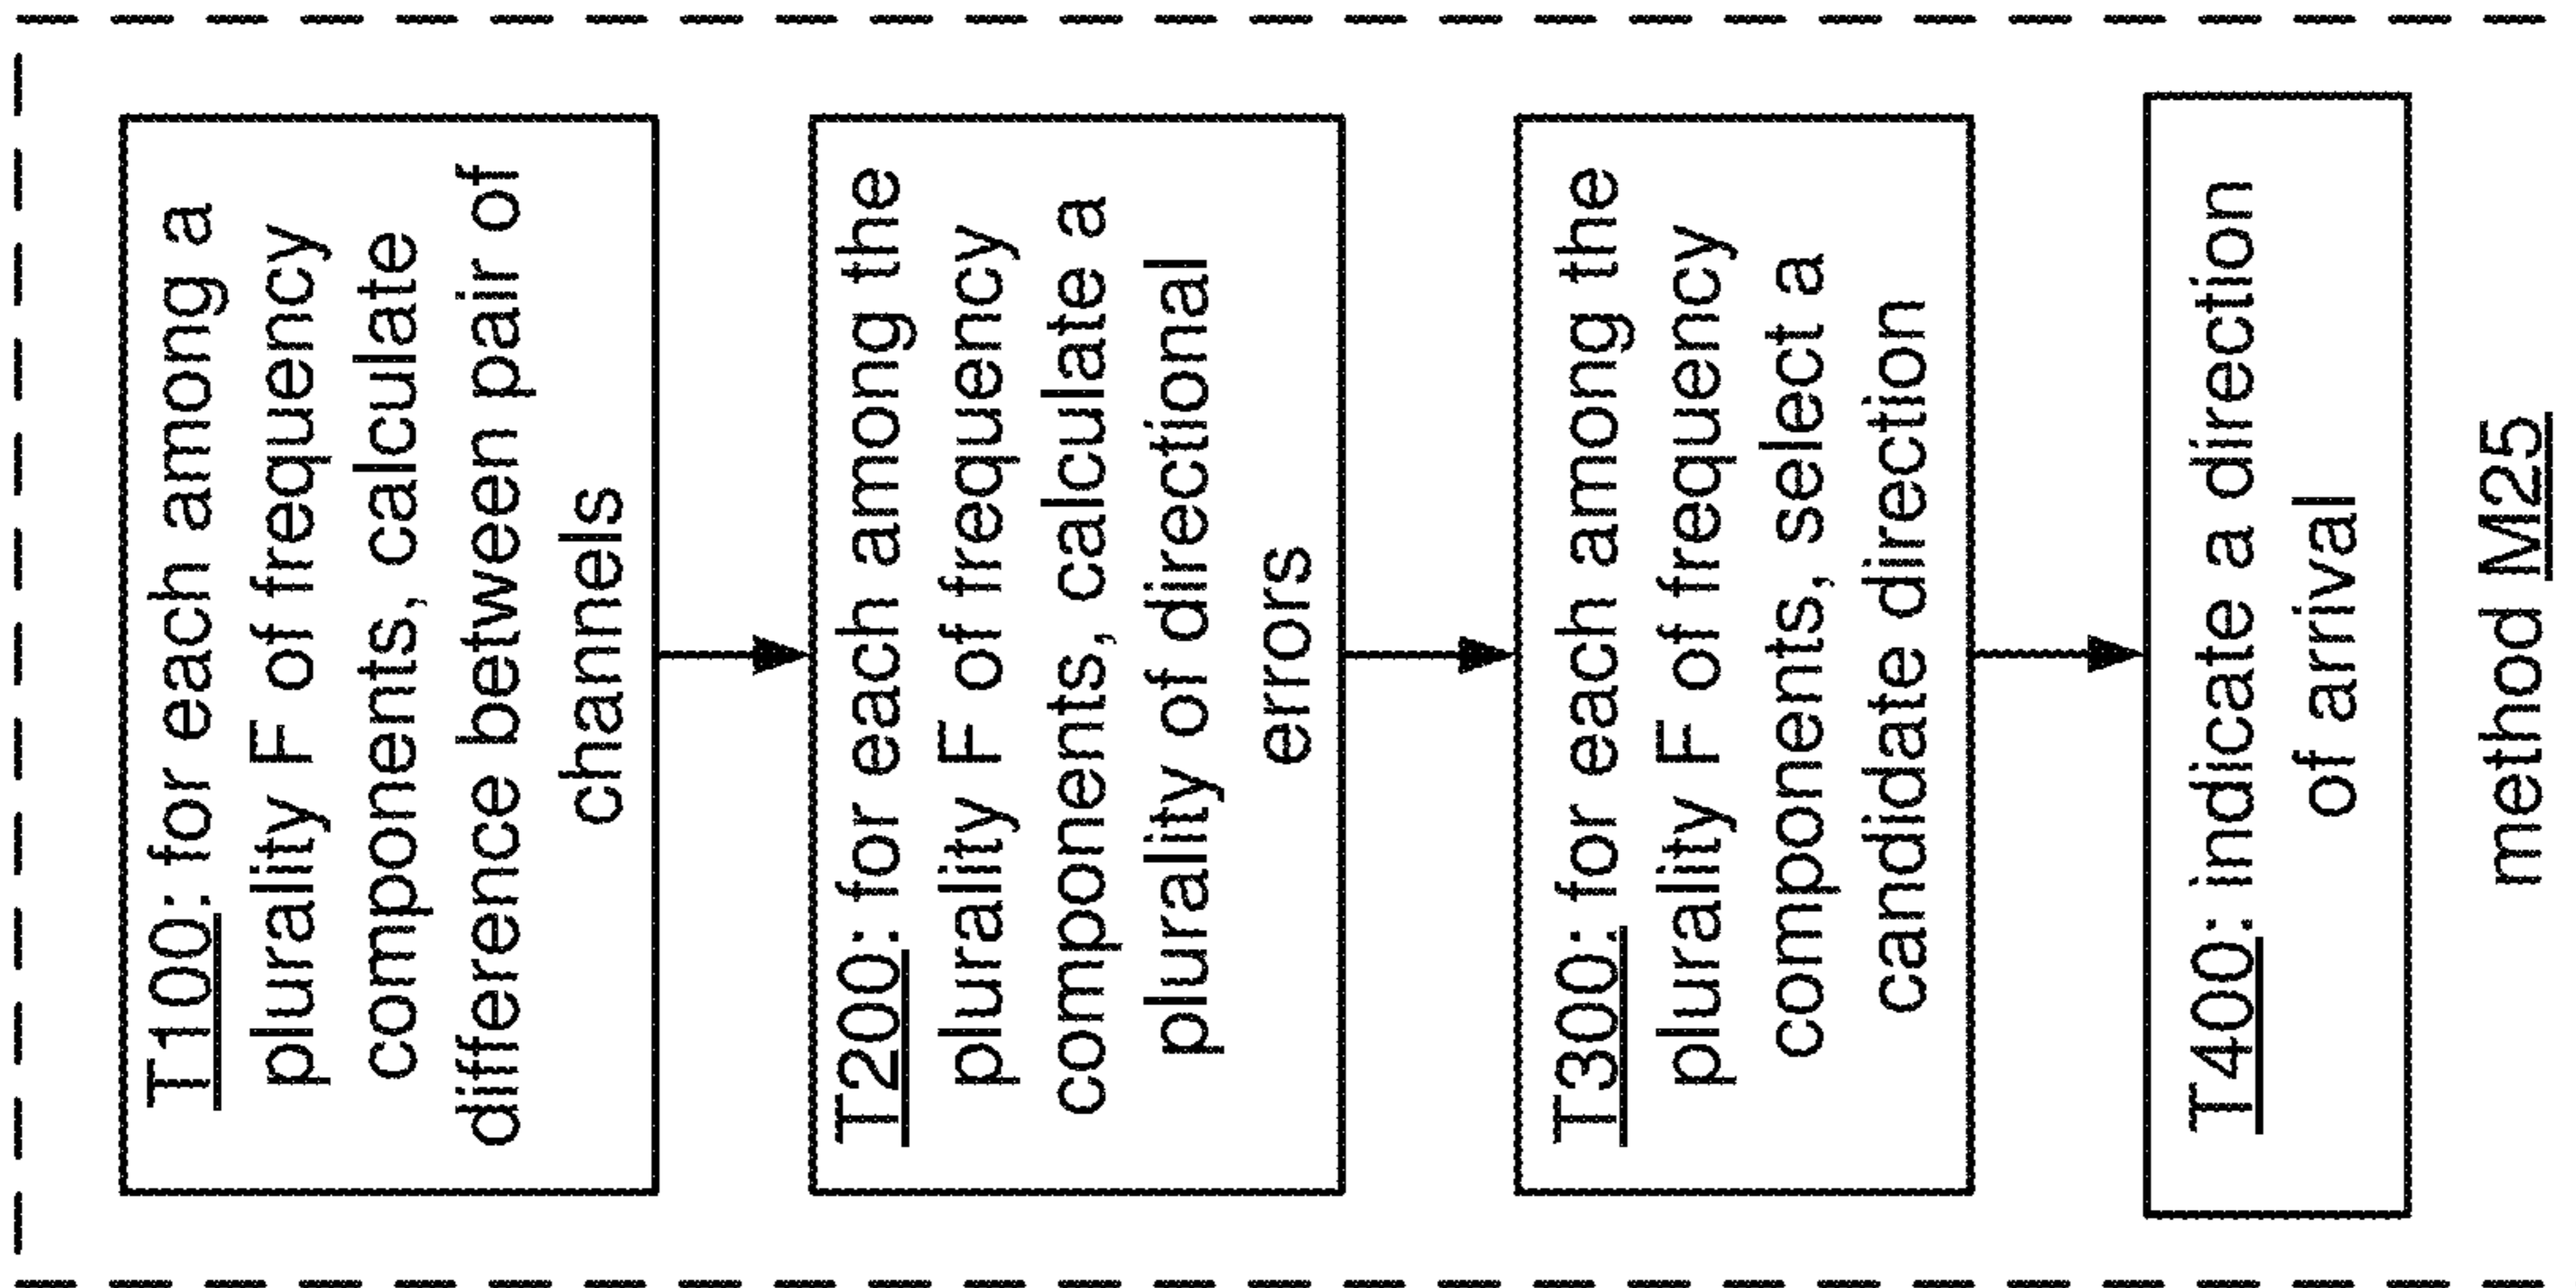 T100: for each among a
plurality F of frequency
components, calculate
difference between pair of
channels
T200: for each among the
plurality F of frequency
components, calculate a
plurality of directional
errors
T300: for each among the
plurality F of frequency
components, select a
candidate direction
T400: indicate a direction
of arrival
method M25